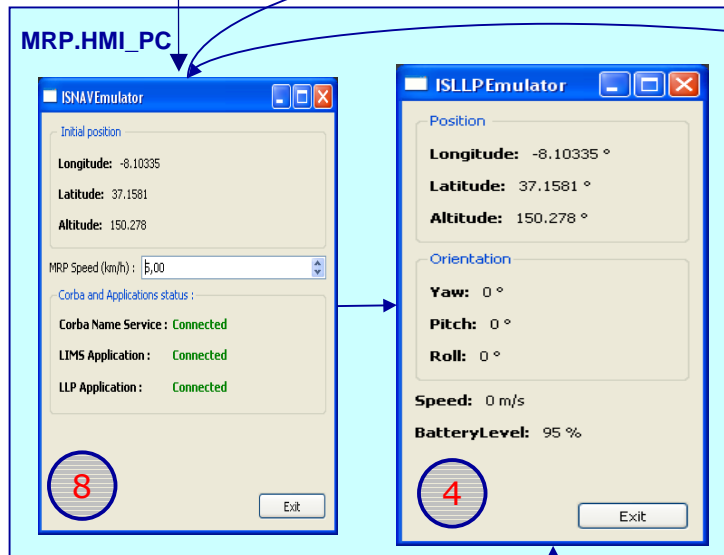 MRP.HMI_PC
ISNAVEmulator
Initial position
Longitude: -8.10335
Latitude: 37.1581
Altitude: 150.278
MRP Speed (km/h) : 5,00
Corba and Applications status :
Corba Name Service : Connected
LIMS Application : Connected
LLP Application : Connected
8
Exit
ISLLPEmulator
Position
Longitude: -8.10335 °
Latitude: 37.1581 °
Altitude: 150.278 °
Orientation
Yaw: 0 °
Pitch: 0 °
Roll: 0 °
Speed: 0 m/s
BatteryLevel: 95 %
4
Exit